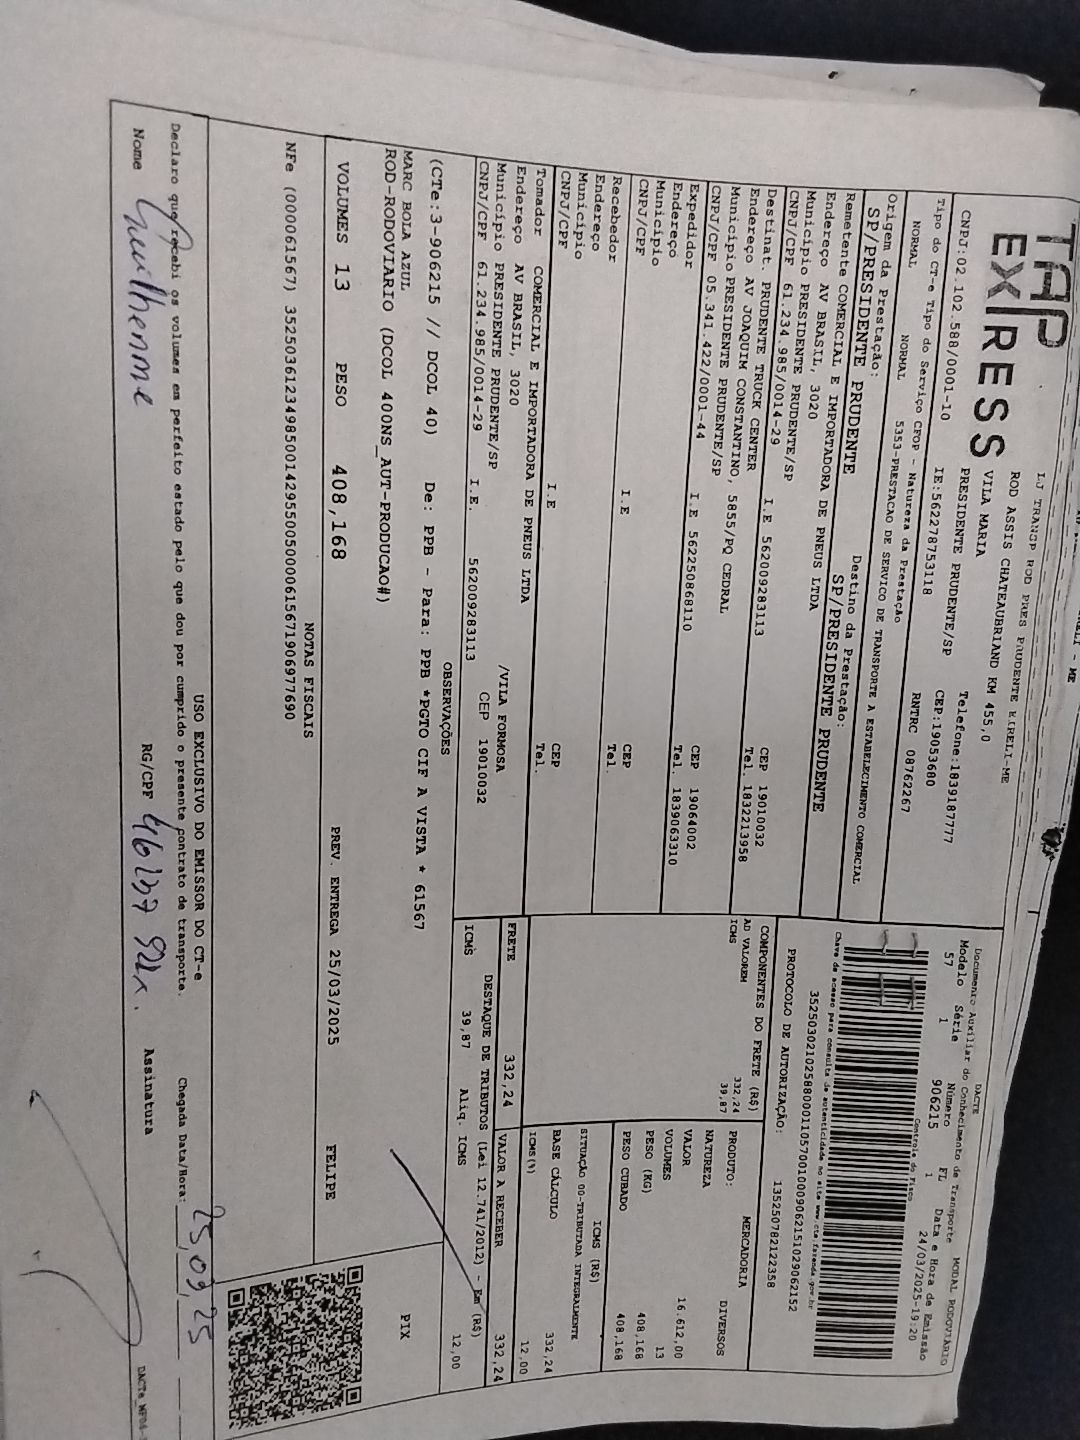 TAP
EXPRESS
LJ TRANSP ROD PRES PRUDENTE EIRELI-ME
ROD ASSIS CHATEAUBRIAND KM 455,0
VILA MARIA
PRESIDENTE PRUDENTE/SP Telefone:1839187777
CNPJ:02.102.588/0001-10 IE:562278753118 CEP:19053680
Tipo do CT-e Tipo do Serviço CFOP - Natureza da Prestação RNTRC 08762267
NORMAL NORMAL 5353-PRESTACAO DE SERVICO DE TRANSPORTE A ESTABELECIMENTO COMERCIAL
Origem da Prestação: Destino da Prestação:
SP/PRESIDENTE PRUDENTE SP/PRESIDENTE PRUDENTE
Remetente COMERCIAL E IMPORTADORA DE PNEUS LTDA
Endereço AV BRASIL, 3020
Município PRESIDENTE PRUDENTE/SP CEP 19010032
CNPJ/CPF 61.234.985/0014-29 I.E 562009283113 Tel. 1832213958
Destinat. PRUDENTE TRUCK CENTER
Endereço AV JOAQUIM CONSTANTINO, 5855/PQ CEDRAL
Município PRESIDENTE PRUDENTE/SP CEP 19064002
CNPJ/CPF 05.341.422/0001-44 I.E 562250868110 Tel. 1839063310
Expedidor
Endereço
Município CEP
CNPJ/CPF I.E Tel.
Recebedor
Endereço
Município CEP
CNPJ/CPF I.E Tel.
Tomador COMERCIAL E IMPORTADORA DE PNEUS LTDA
Endereço AV BRASIL, 3020 /VILA FORMOSA
Município PRESIDENTE PRUDENTE/SP CEP 19010032
CNPJ/CPF 61.234.985/0014-29 I.E. 562009283113
DACTE
Documento Auxiliar do Conhecimento de Transporte MODAL RODOVIÁRIO
Modelo Série Número FL Data e Hora de Emissão
57 1 906215 1 24/03/2025-19:20
Controle do Fisco
Chave de acesso para consulta de autenticidade no site www.cte.fazenda.gov.br
35250302102588000110570010009062151029062152
PROTOCOLO DE AUTORIZAÇÃO: 135250782122358
COMPONENTES DO FRETE (R$)
AD VALOREM 332,24
ICMS 39,87
PRODUTO: MERCADORIA
NATUREZA DIVERSOS
VALOR 16.612,00
VOLUMES 13
PESO (KG) 408,168
PESO CUBADO 408,168
ICMS (R$)
SITUAÇÃO 00-TRIBUTADA INTEGRALMENTE
BASE CÁLCULO 332,24
ICMS(%) 12,00
FRETE 332,24 VALOR A RECEBER 332,24
DESTAQUE DE TRIBUTOS (Lei 12.741/2012) - Em (R$)
ICMS 39,87 Aliq. ICMS 12,00
OBSERVAÇÕES
(CTe:3-906215 // DCOL 40) De: PPB - Para: PPB *PGTO CIF A VISTA * 61567
MARC BOLA AZUL
ROD-RODOVIARIO (DCOL 400NS_AUT-PRODUCAO#)
PIX
VOLUMES 13 PESO 408,168 PREV. ENTREGA 25/03/2025 FELIPE
NOTAS FISCAIS
NFe (000061567) 35250361234985001429550050000615671906977690
USO EXCLUSIVO DO EMISSOR DO CT-e
Declaro que recebi os volumes em perfeito estado pelo que dou por cumprido o presente contrato de transporte. Chegada Data/Hora: 25,03,25
Nome Guilherme RG/CPF Assinatura